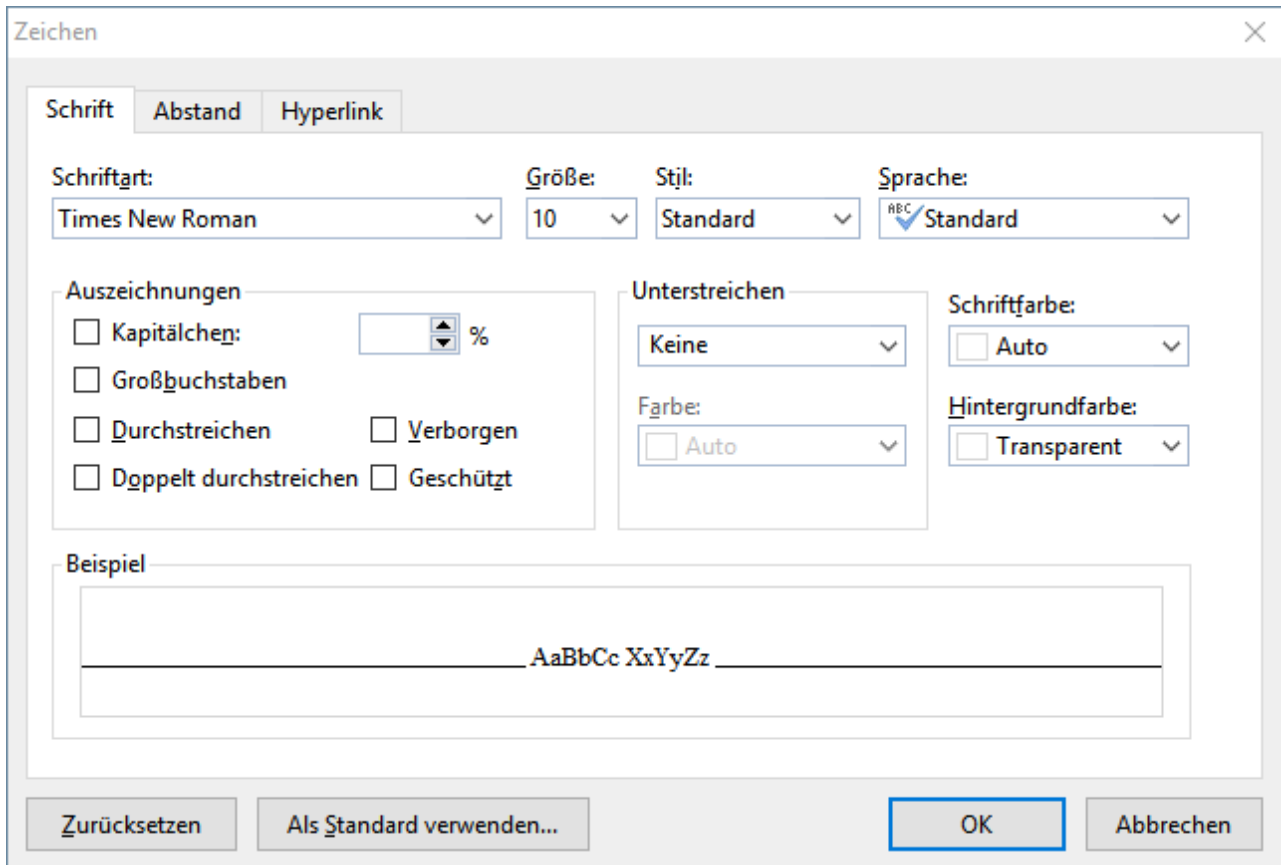 Zeichen
Schrift Abstand Hyperlink
Schriftart: Größe: Stil: Sprache:
Times New Roman 10 Standard ABC Standard
Auszeichnungen Unterstreichen Schriftfarbe:
Kapitälchen: % Keine Auto
Großbuchstaben
Farbe: Hintergrundfarbe:
Durchstreichen Verborgen Auto Transparent
Doppelt durchstreichen Geschützt
Beispiel
AaBbCc XxYyZz
Zurücksetzen Als Standard verwenden... OK Abbrechen